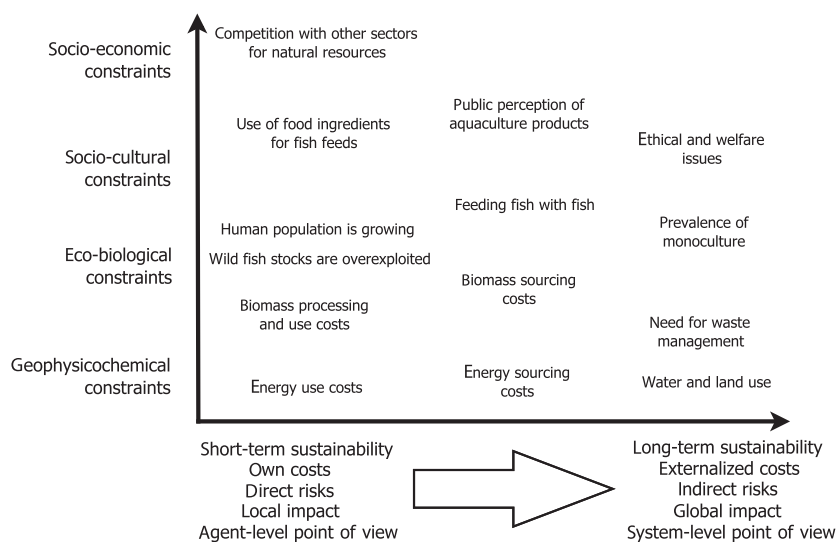 Socio-economic
constraints
Competition with other sectors
for natural resources
Public perception of
aquaculture products
Use of food ingredients
for fish feeds
Ethical and welfare
issues
Socio-cultural
constraints
Feeding fish with fish
Human population is growing
Prevalence of
monoculture
Eco-biological
constraints
Wild fish stocks are overexploited
Biomass sourcing
costs
Biomass processing
and use costs
Need for waste
management
Geophysicochemical
constraints
Energy use costs
Energy sourcing
costs
Water and land use
Short-term sustainability
Own costs
Direct risks
Local impact
Agent-level point of view
Long-term sustainability
Externalized costs
Indirect risks
Global impact
System-level point of view